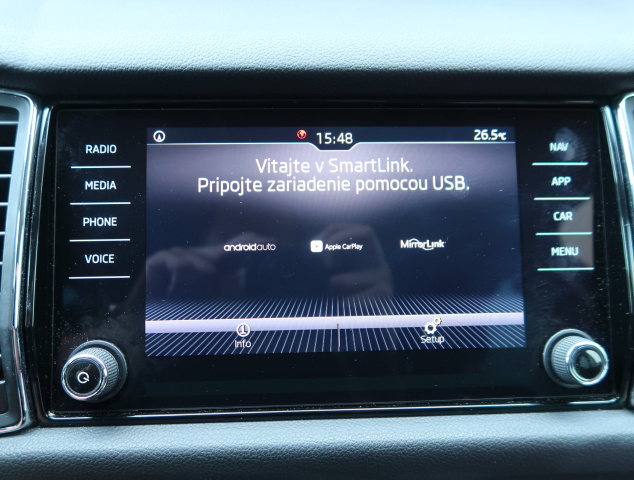 15:48
26.5°C
RADIO
MEDIA
PHONE
VOICE
Vitajte v SmartLink.
Pripojte zariadenie pomocou USB.
androidauto
Apple CarPlay
MirrorLink
Info
Setup
NAV
APP
CAR
MENU